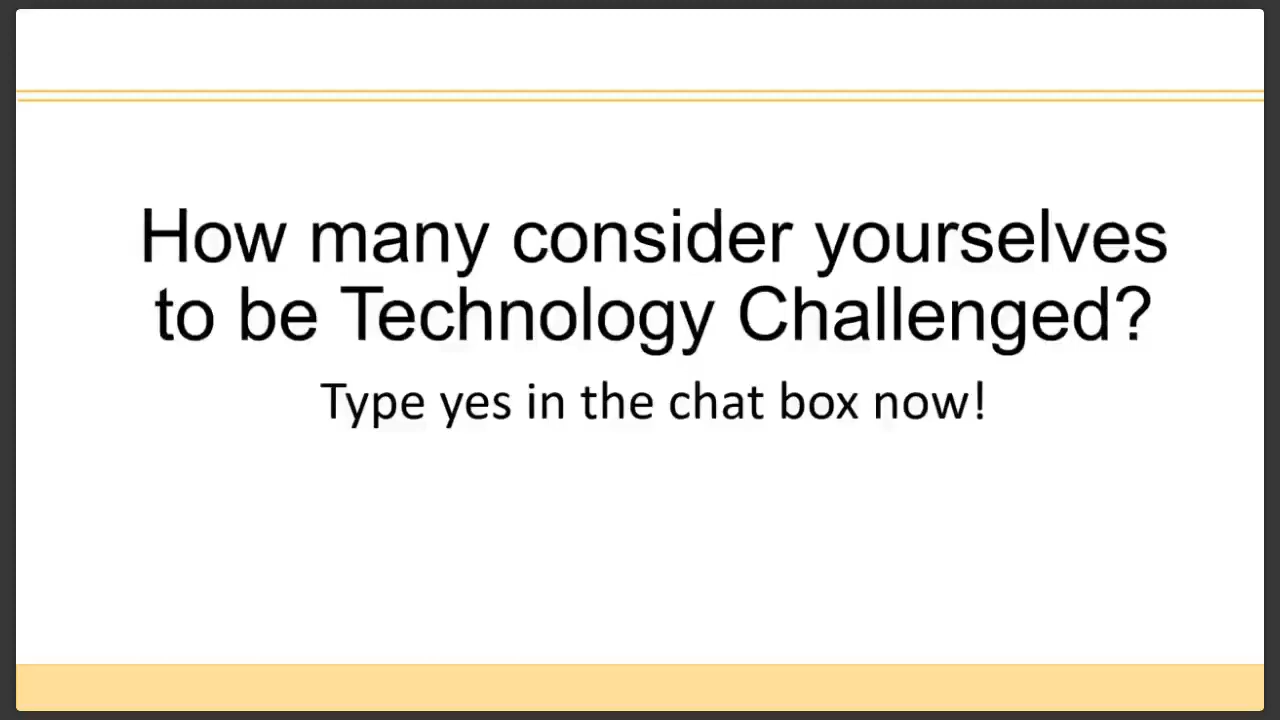 How many consider yourselves
to be Technology Challenged?
Type yes in the chat box now!